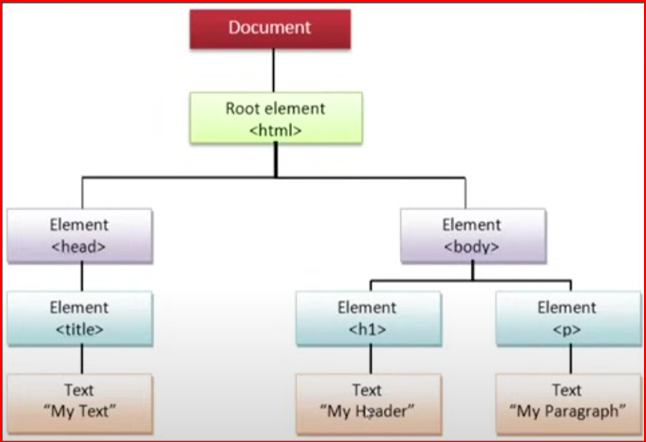 Document
Root element
<html>
Element
<head>
Element
<body>
Element
<title>
Element
<h1>
Element
<p>
Text
“My Text”
Text
“My Header”
Text
“My Paragraph”